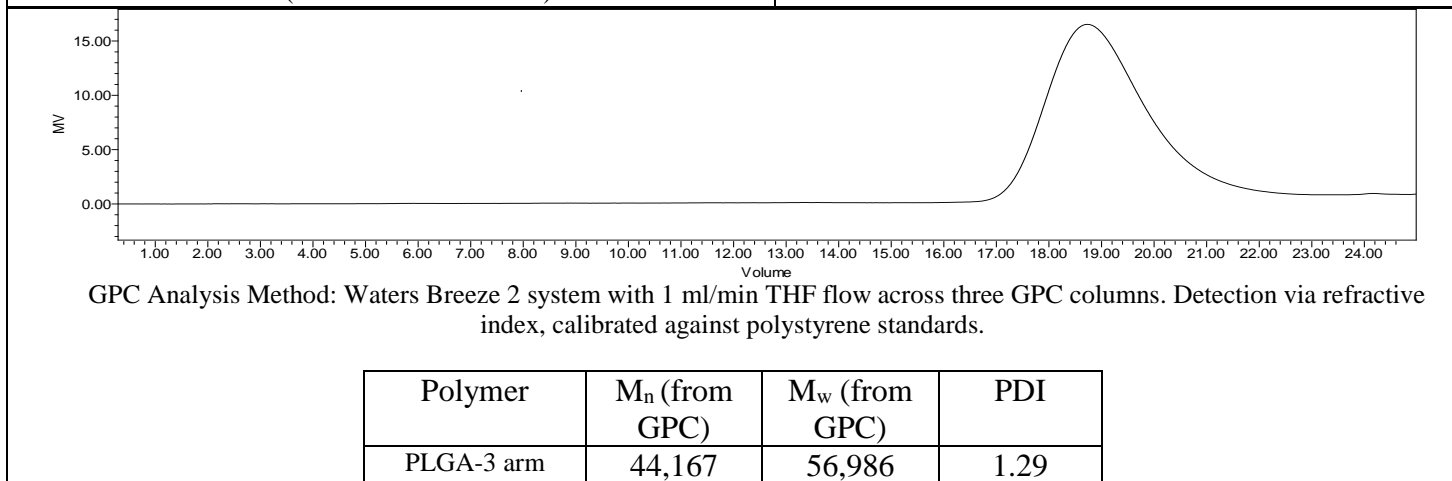 15.00
10.00
5.00
0.00
MV
1.00 2.00 3.00 4.00 5.00 6.00 7.00 8.00 9.00 10.00 11.00 12.00 13.00 14.00 15.00 16.00 17.00 18.00 19.00 20.00 21.00 22.00 23.00 24.00
Volume
GPC Analysis Method: Waters Breeze 2 system with 1 ml/min THF flow across three GPC columns. Detection via refractive
index, calibrated against polystyrene standards.
Polymer Mn (from GPC) Mw (from GPC) PDI
PLGA-3 arm 44,167 56,986 1.29